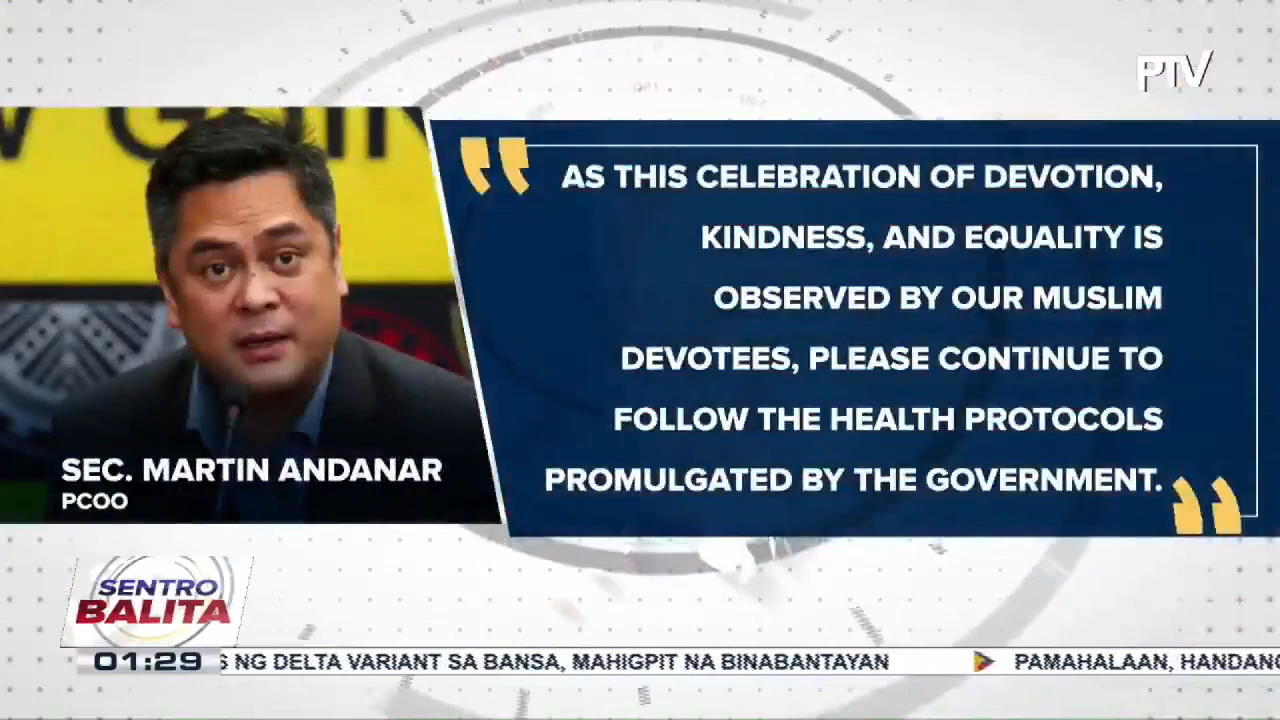 PTV
AS THIS CELEBRATION OF DEVOTION,
KINDNESS, AND EQUALITY IS
OBSERVED BY OUR MUSLIM
DEVOTEES, PLEASE CONTINUE TO
FOLLOW THE HEALTH PROTOCOLS
PROMULGATED BY THE GOVERNMENT.
SEC. MARTIN ANDANAR
PCOO
SENTRO
BALITA
01:29
NG DELTA VARIANT SA BANSA, MAHIGPIT NA BINABANTAYAN
PAMAHALAAN,